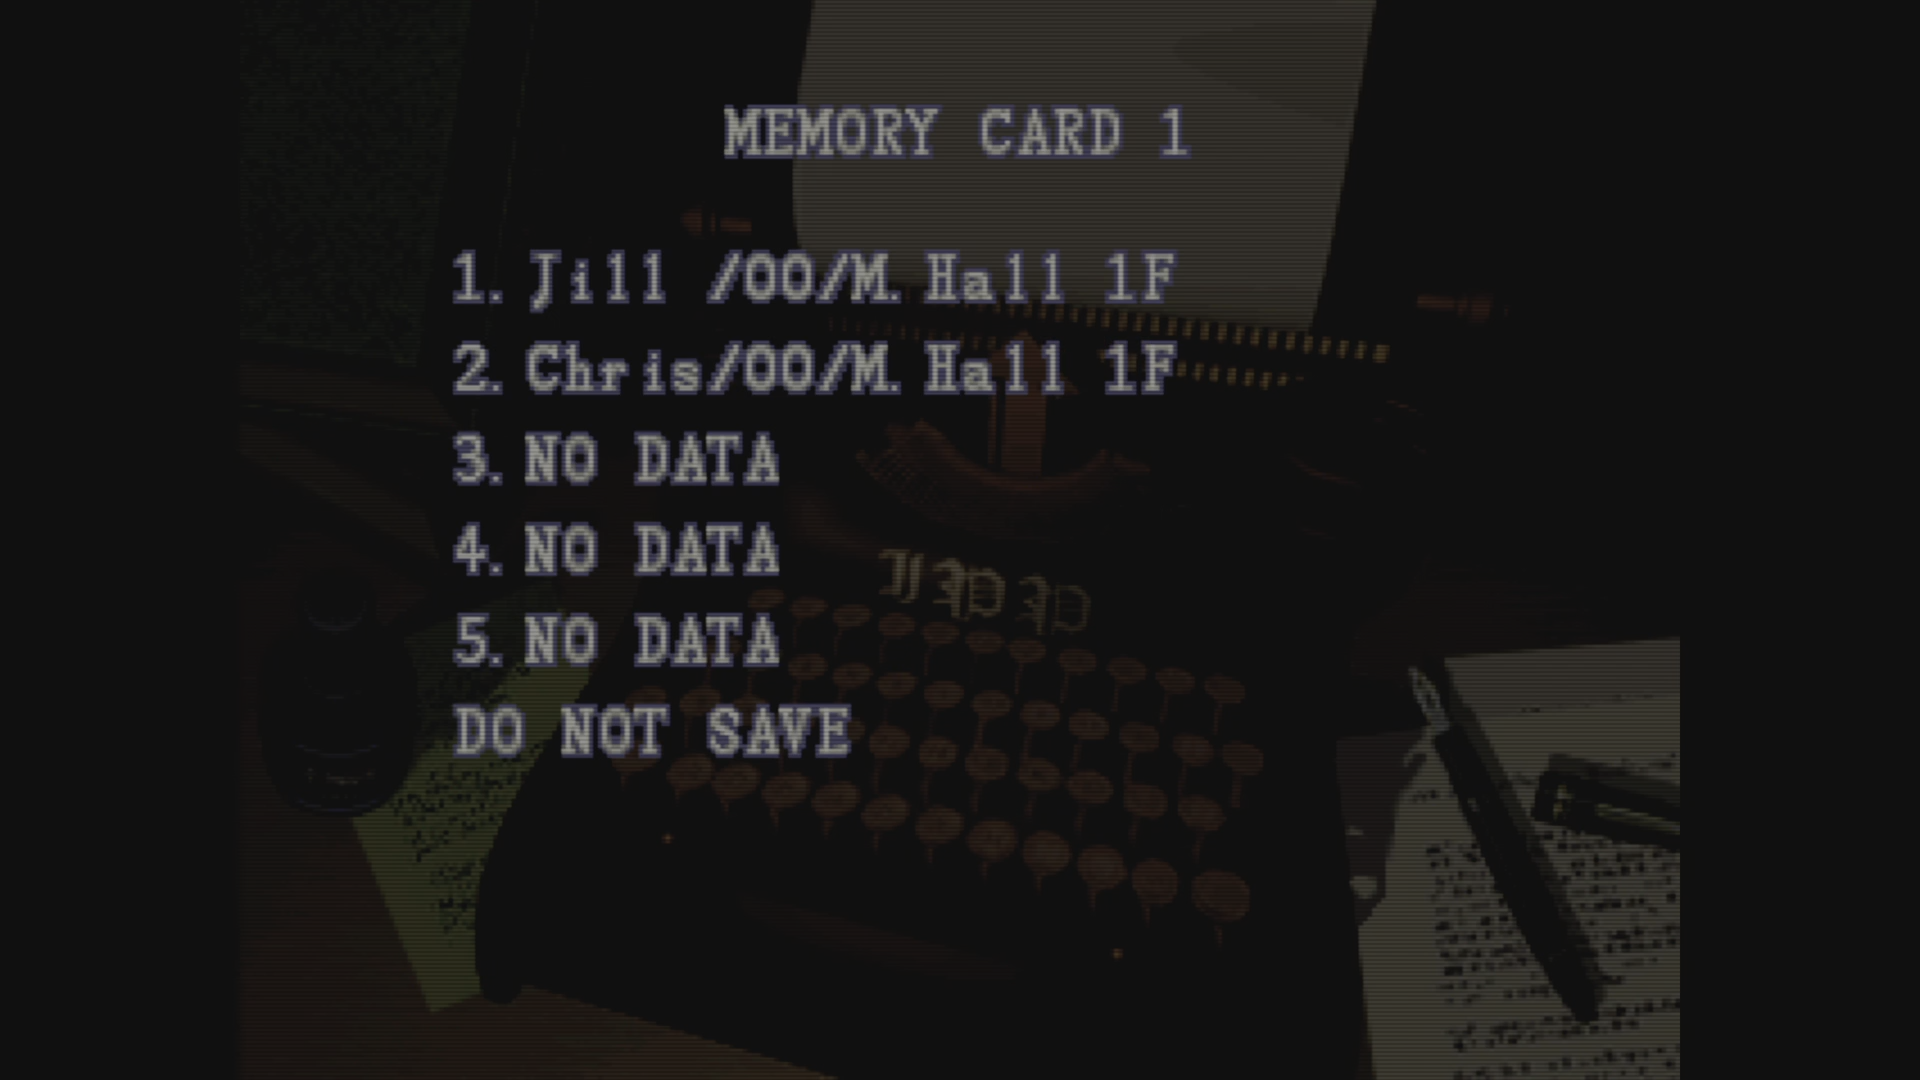 MEMORY CARD 1
1. Jill /00/M. Hall 1F
2. Chris/00/M. Hall 1F
3. NO DATA
4. NO DATA
5. NO DATA
DO NOT SAVE